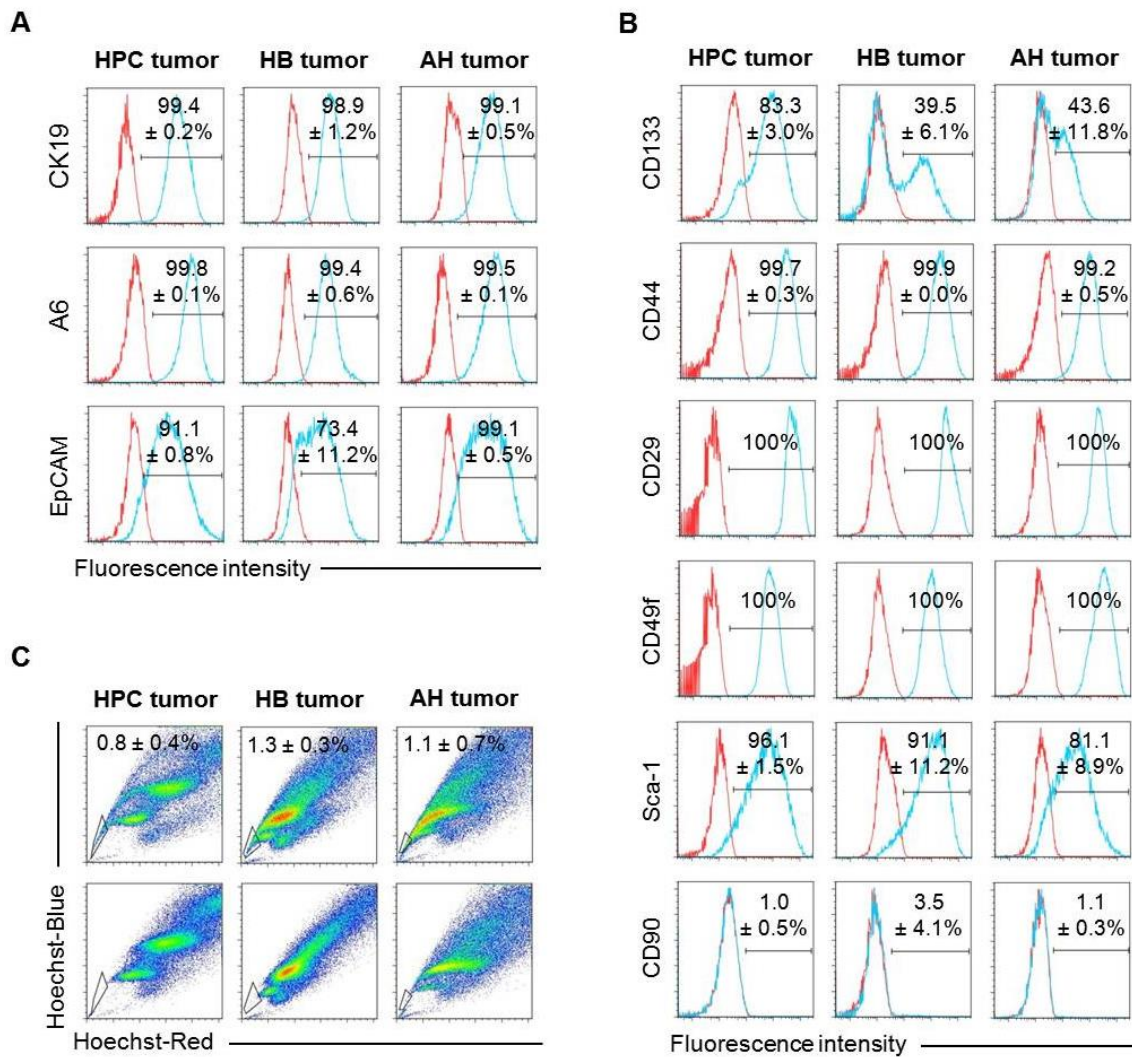 A
HPC tumor HB tumor AH tumor
CK19
99.4
± 0.2%
98.9
± 1.2%
99.1
± 0.5%
A6
99.8
± 0.1%
99.4
± 0.6%
99.5
± 0.1%
EpCAM
91.1
± 0.8%
73.4
± 11.2%
99.1
± 0.5%
Fluorescence intensity
B
HPC tumor HB tumor AH tumor
CD133
83.3
± 3.0%
39.5
± 6.1%
43.6
± 11.8%
CD44
99.7
± 0.3%
99.9
± 0.0%
99.2
± 0.5%
CD29
100%
100%
100%
CD49f
100%
100%
100%
Sca-1
96.1
± 1.5%
91.1
± 11.2%
81.1
± 8.9%
CD90
1.0
± 0.5%
3.5
± 4.1%
1.1
± 0.3%
Fluorescence intensity
C
HPC tumor HB tumor AH tumor
0.8 ± 0.4%
1.3 ± 0.3%
1.1 ± 0.7%
Hoechst-Blue
Hoechst-Red